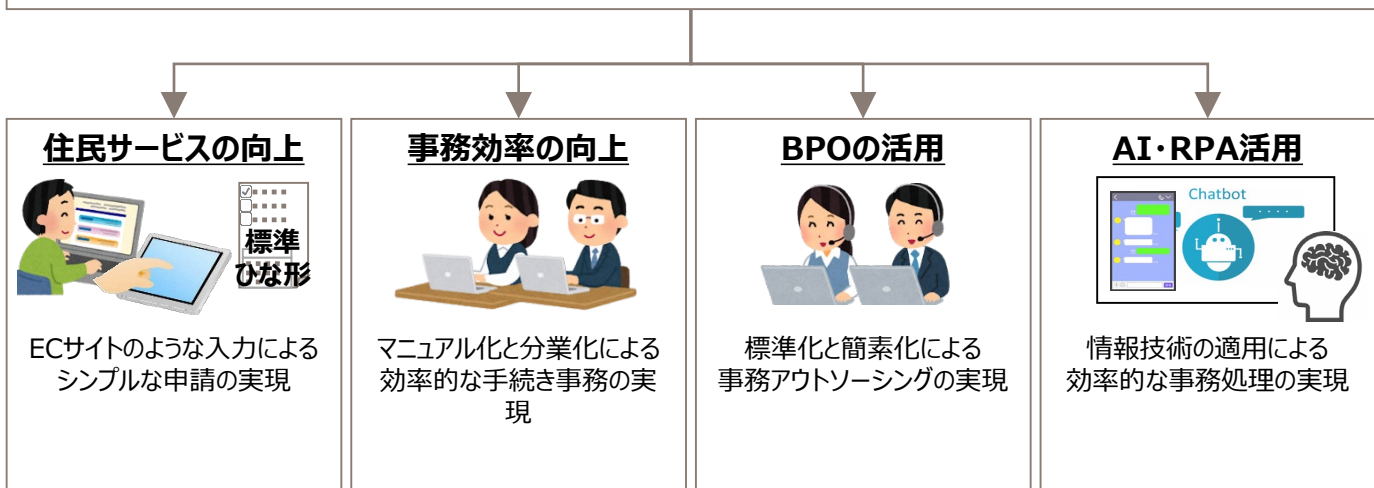 住民サービスの向上
標準
ひな形
ECサイトのような入力による
シンプルな申請の実現
事務効率の向上
マニュアル化と分業化による
効率的な手続き事務の実
現
BPOの活用
標準化と簡素化による
事務アウトソーシングの実現
AI・RPA活用
Chatbot
情報技術の適用による
効率的な事務処理の実現